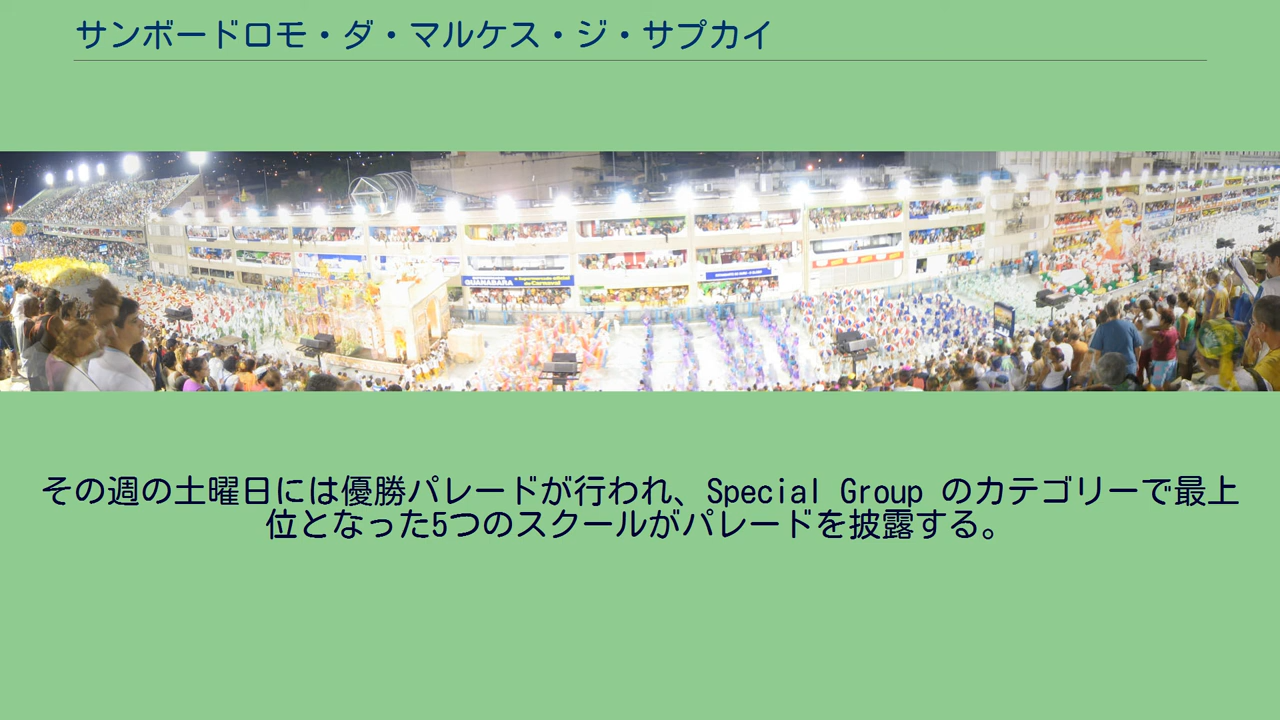 サンボードロモ・ダ・マルケス・ジ・サプカイ
GUANABARA
その週の土曜日には優勝パレードが行われ、Special Group のカテゴリーで最上
位となった5つのスクールがパレードを披露する。